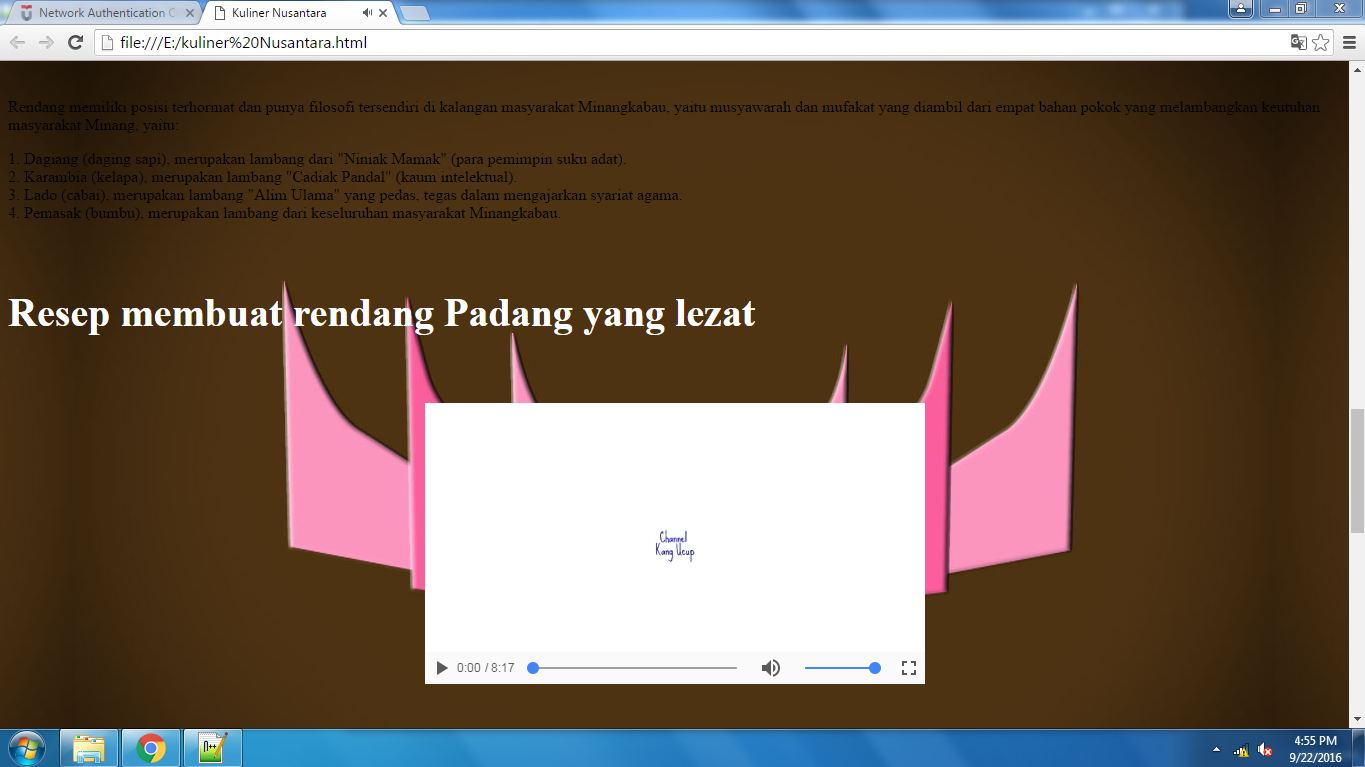 Network Authentication C
Kuliner Nusantara
file:///E:/kuliner%20Nusantara.html
Rendang memiliki posisi terhormat dan punya filosofi tersendiri di kalangan masyarakat Minangkabau, yaitu musyawarah dan mufakat yang diambil dari empat bahan pokok yang melambangkan keutuhan
masyarakat Minang, yaitu:
1. Dagiang (daging sapi), merupakan lambang dari "Niniak Mamak" (para pemimpin suku adat).
2. Karambia (kelapa), merupakan lambang "Cadiak Pandai" (kaum intelektual).
3. Lado (cabai), merupakan lambang "Alim Ulama" yang pedas, tegas dalam mengajarkan syariat agama.
4. Pemasak (bumbu), merupakan lambang dari keseluruhan masyarakat Minangkabau.
Resep membuat rendang Padang yang lezat
Channel
Kang Ucup
0:00 / 8:17
4:55 PM
9/22/2016